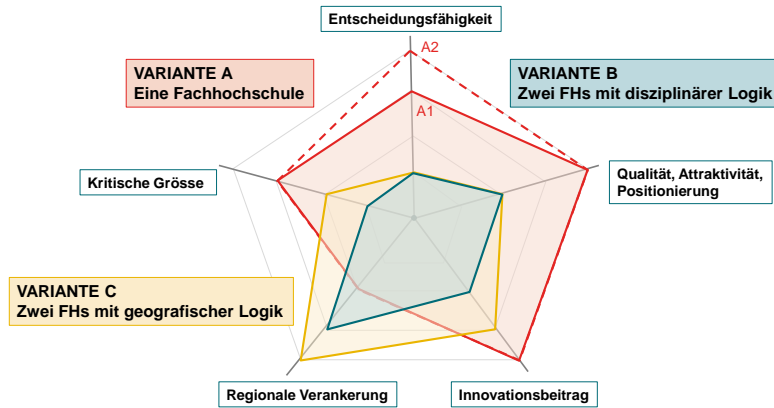 Entscheidungsfähigkeit
A2
VARIANTE A
Eine Fachhochschule
VARIANTE B
Zwei FHs mit disziplinärer Logik
A1
Kritische Grösse
Qualität, Attraktivität,
Positionierung
VARIANTE C
Zwei FHs mit geografischer Logik
Regionale Verankerung
Innovationsbeitrag